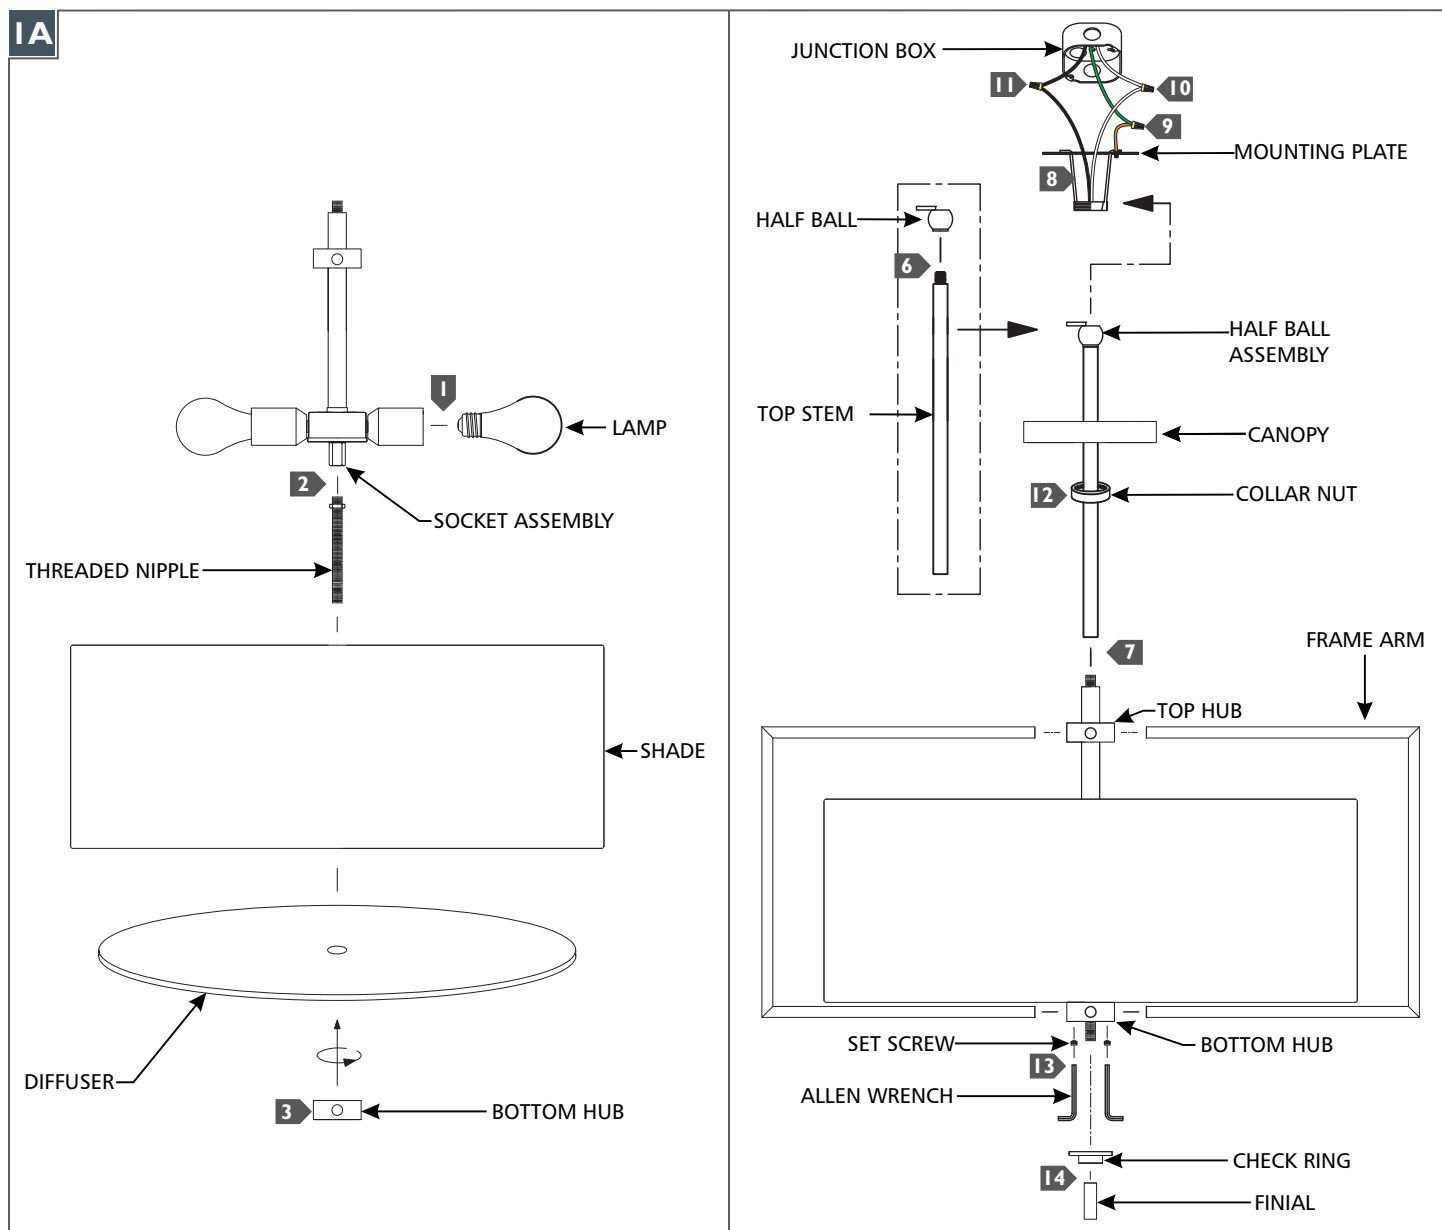 1A
1
LAMP
2
SOCKET ASSEMBLY
THREADED NIPPLE
SHADE
DIFFUSER
3
BOTTOM HUB
JUNCTION BOX
11
10
9
MOUNTING PLATE
8
HALF BALL
6
HALF BALL
ASSEMBLY
TOP STEM
CANOPY
12
COLLAR NUT
7
FRAME ARM
TOP HUB
SET SCREW
BOTTOM HUB
13
ALLEN WRENCH
CHECK RING
14
FINIAL